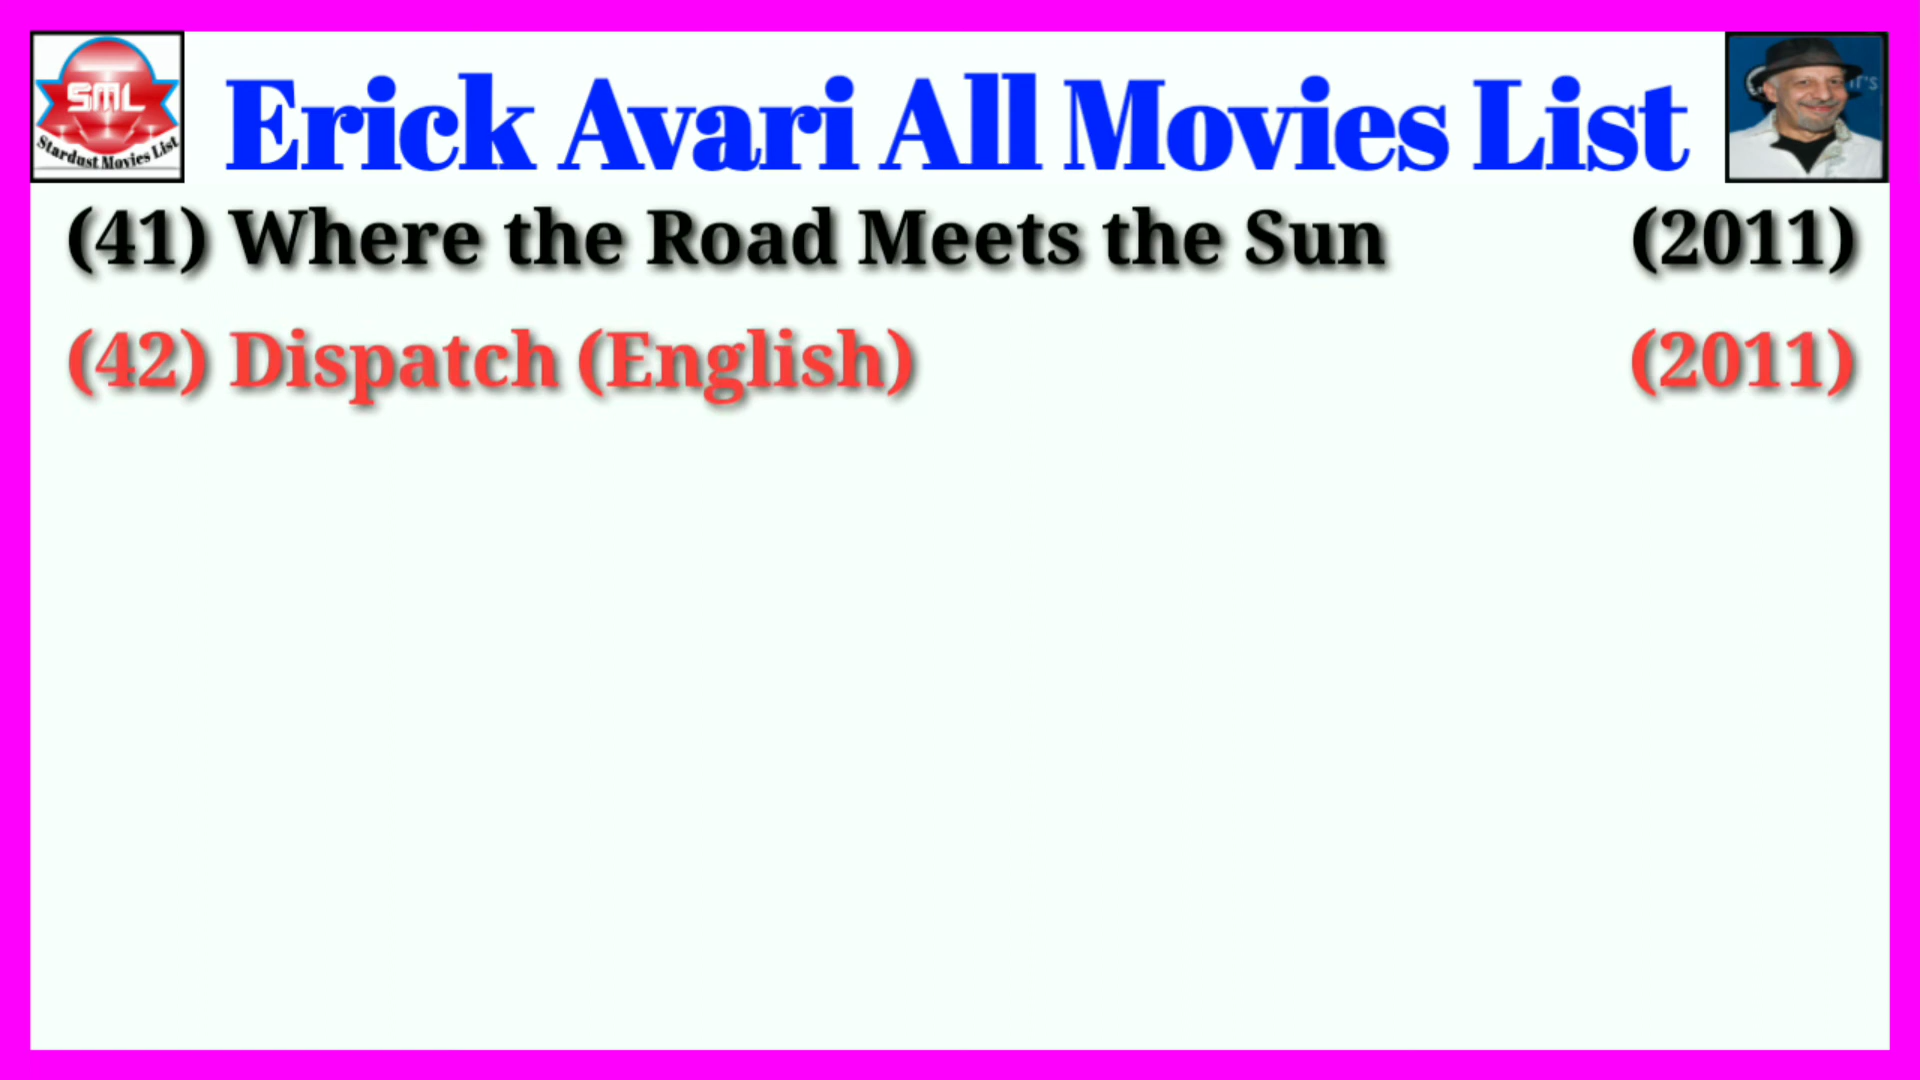 SML
Stardust Movies List
Erick Avari All Movies List
(41) Where the Road Meets the Sun (2011)
(42) Dispatch (English) (2011)